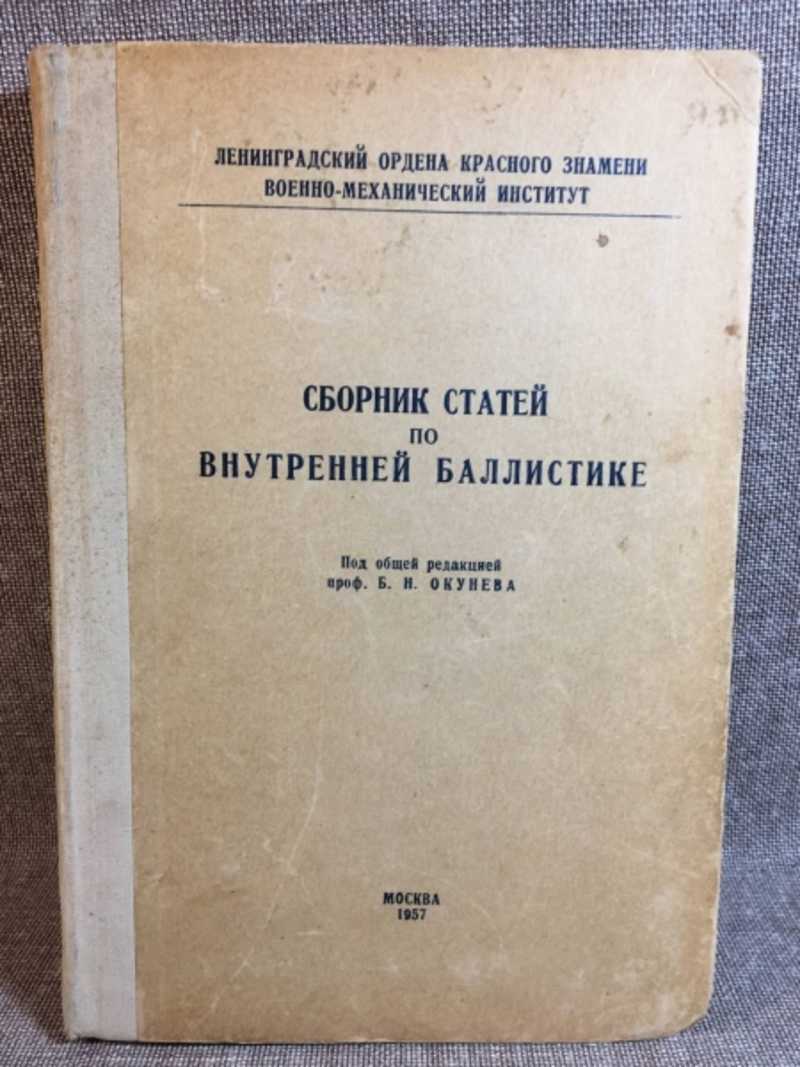 ЛЕНИНГРАДСКИЙ ОРДЕНА КРАСНОГО ЗНАМЕНИ
ВОЕННО-МЕХАНИЧЕСКИЙ ИНСТИТУТ
СБОРНИК СТАТЕЙ
ПО
ВНУТРЕННЕЙ БАЛЛИСТИКЕ
Под общей редакцией
проф. Б. Н. ОКУНЕВА
МОСКВА
1957